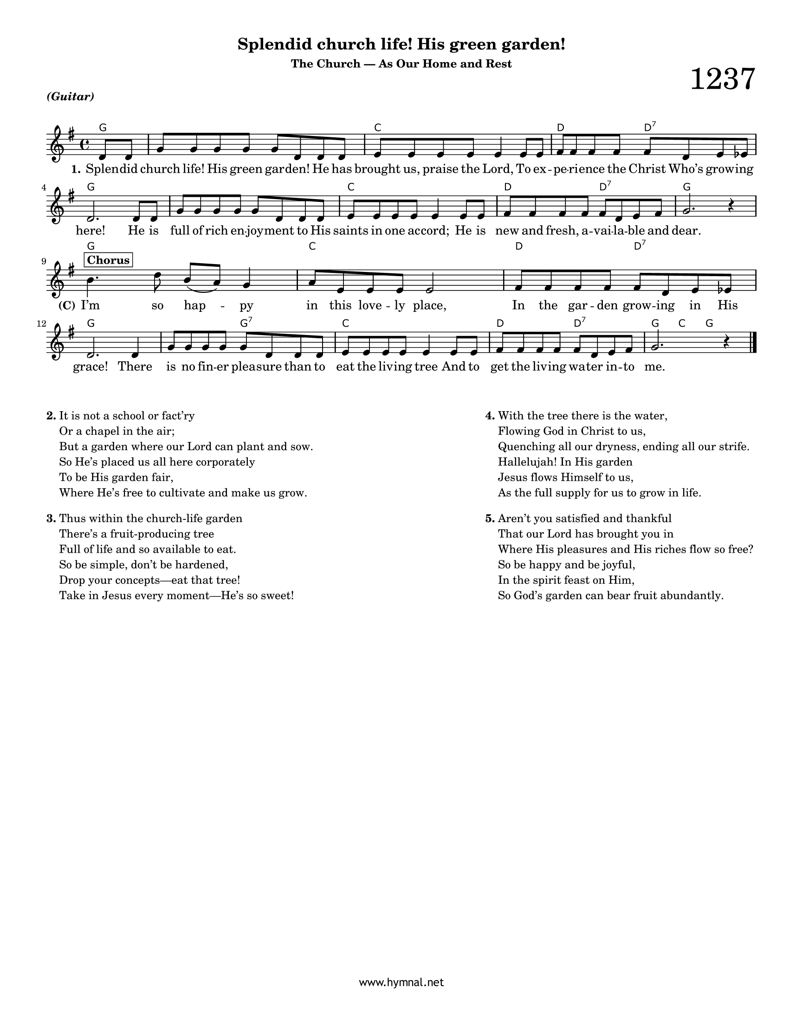 Splendid church life! His green garden!
The Church — As Our Home and Rest
1237
(Guitar)
G C D D7
1. Splendid church life! His green garden! He has brought us, praise the Lord, To ex - pe-rience the Christ Who's growing
4 G C D D7 G
here! He is full of rich en-joyment to His saints in one accord; He is new and fresh, a-vai-la-ble and dear.
9 G C D D7
Chorus
(C) I'm so hap - py in this love - ly place, In the gar - den grow-ing in His
12 G G7 C D D7 G C G
grace! There is no fin-er pleasure than to eat the living tree And to get the living water in-to me.
2. It is not a school or fact'ry
Or a chapel in the air;
But a garden where our Lord can plant and sow.
So He's placed us all here corporately
To be His garden fair,
Where He's free to cultivate and make us grow.
3. Thus within the church-life garden
There's a fruit-producing tree
Full of life and so available to eat.
So be simple, don't be hardened,
Drop your concepts—eat that tree!
Take in Jesus every moment—He's so sweet!
4. With the tree there is the water,
Flowing God in Christ to us,
Quenching all our dryness, ending all our strife.
Hallelujah! In His garden
Jesus flows Himself to us,
As the full supply for us to grow in life.
5. Aren't you satisfied and thankful
That our Lord has brought you in
Where His pleasures and His riches flow so free?
So be happy and be joyful,
In the spirit feast on Him,
So God's garden can bear fruit abundantly.
www.hymnal.net